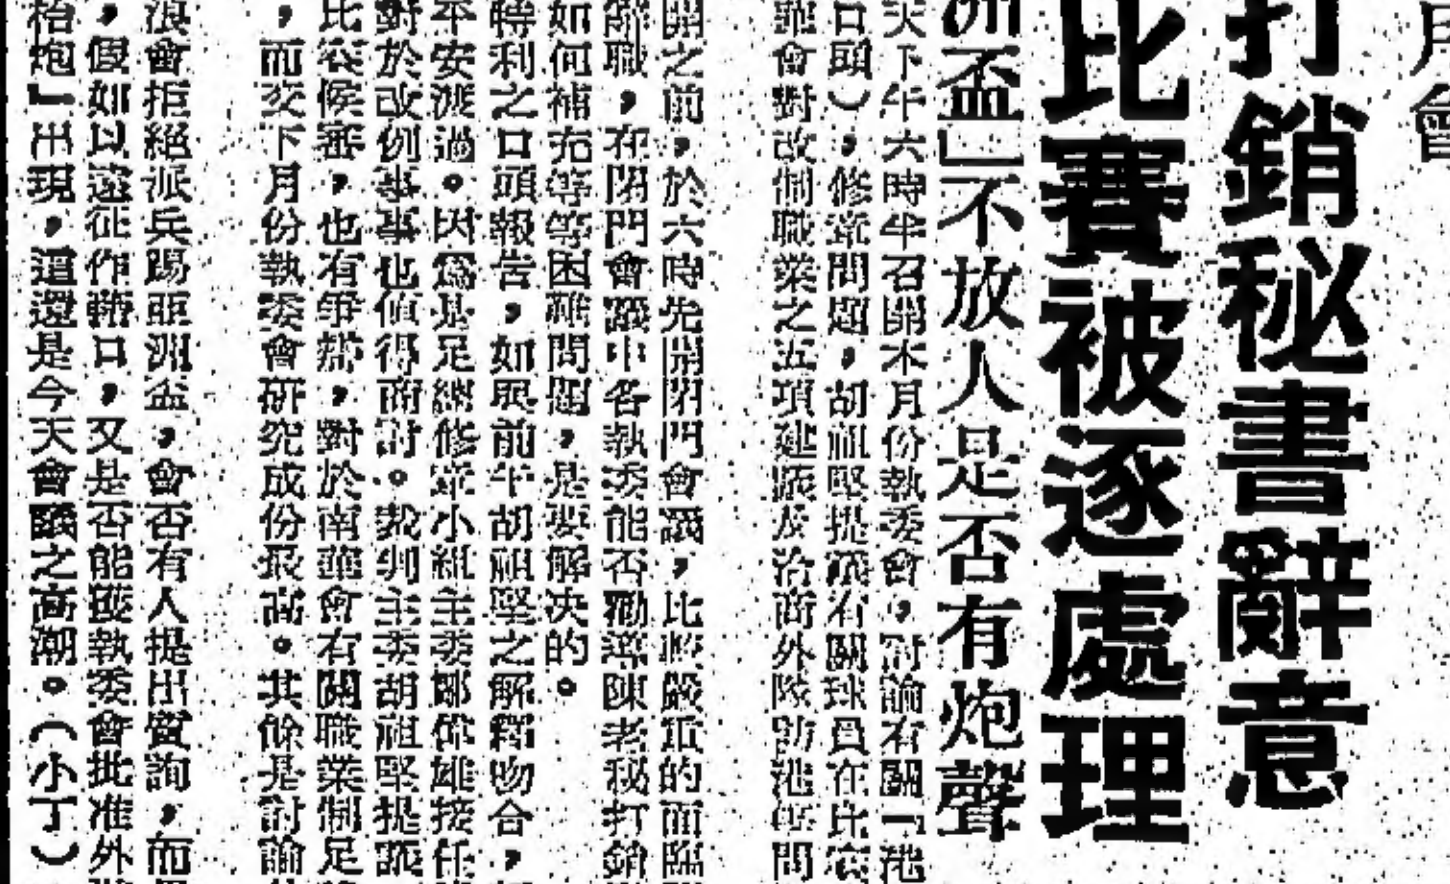 月會
打銷秘書辭意
比賽被逐處理
洲盃」不放人是否有炮聲
天下午六時半召開本月份執委會，討論有關「港
口頭），修章問題，胡祖堅提議有關球員在比賽
華會對改制職業之五項建議及洽商外隊訪港時間
開之前，於六時先開閉門會議，比較嚴重的面臨
辭職，在閉門會議中各執委能否勸導陳老秘打銷
如何補充等等困難問題，是要解決的。
特利之口頭報告，如與前年胡祖堅之解釋吻合，
平安渡過。因為是足總修章小組主委鄭偉雄接任
對於改例事事也值得商討。裁判主委胡祖堅提議
比賽候審，也有爭辯，對於南華會有關職業制足
，而交下月份執委會研究成份最高。其餘是討論
浪會拒絕派兵踢亞洲盃，會否有人提出質詢，而
，假如以遠征作藉口，又是否能獲執委會批准外
炮』出現，這還是今天會議之高潮。（小丁）